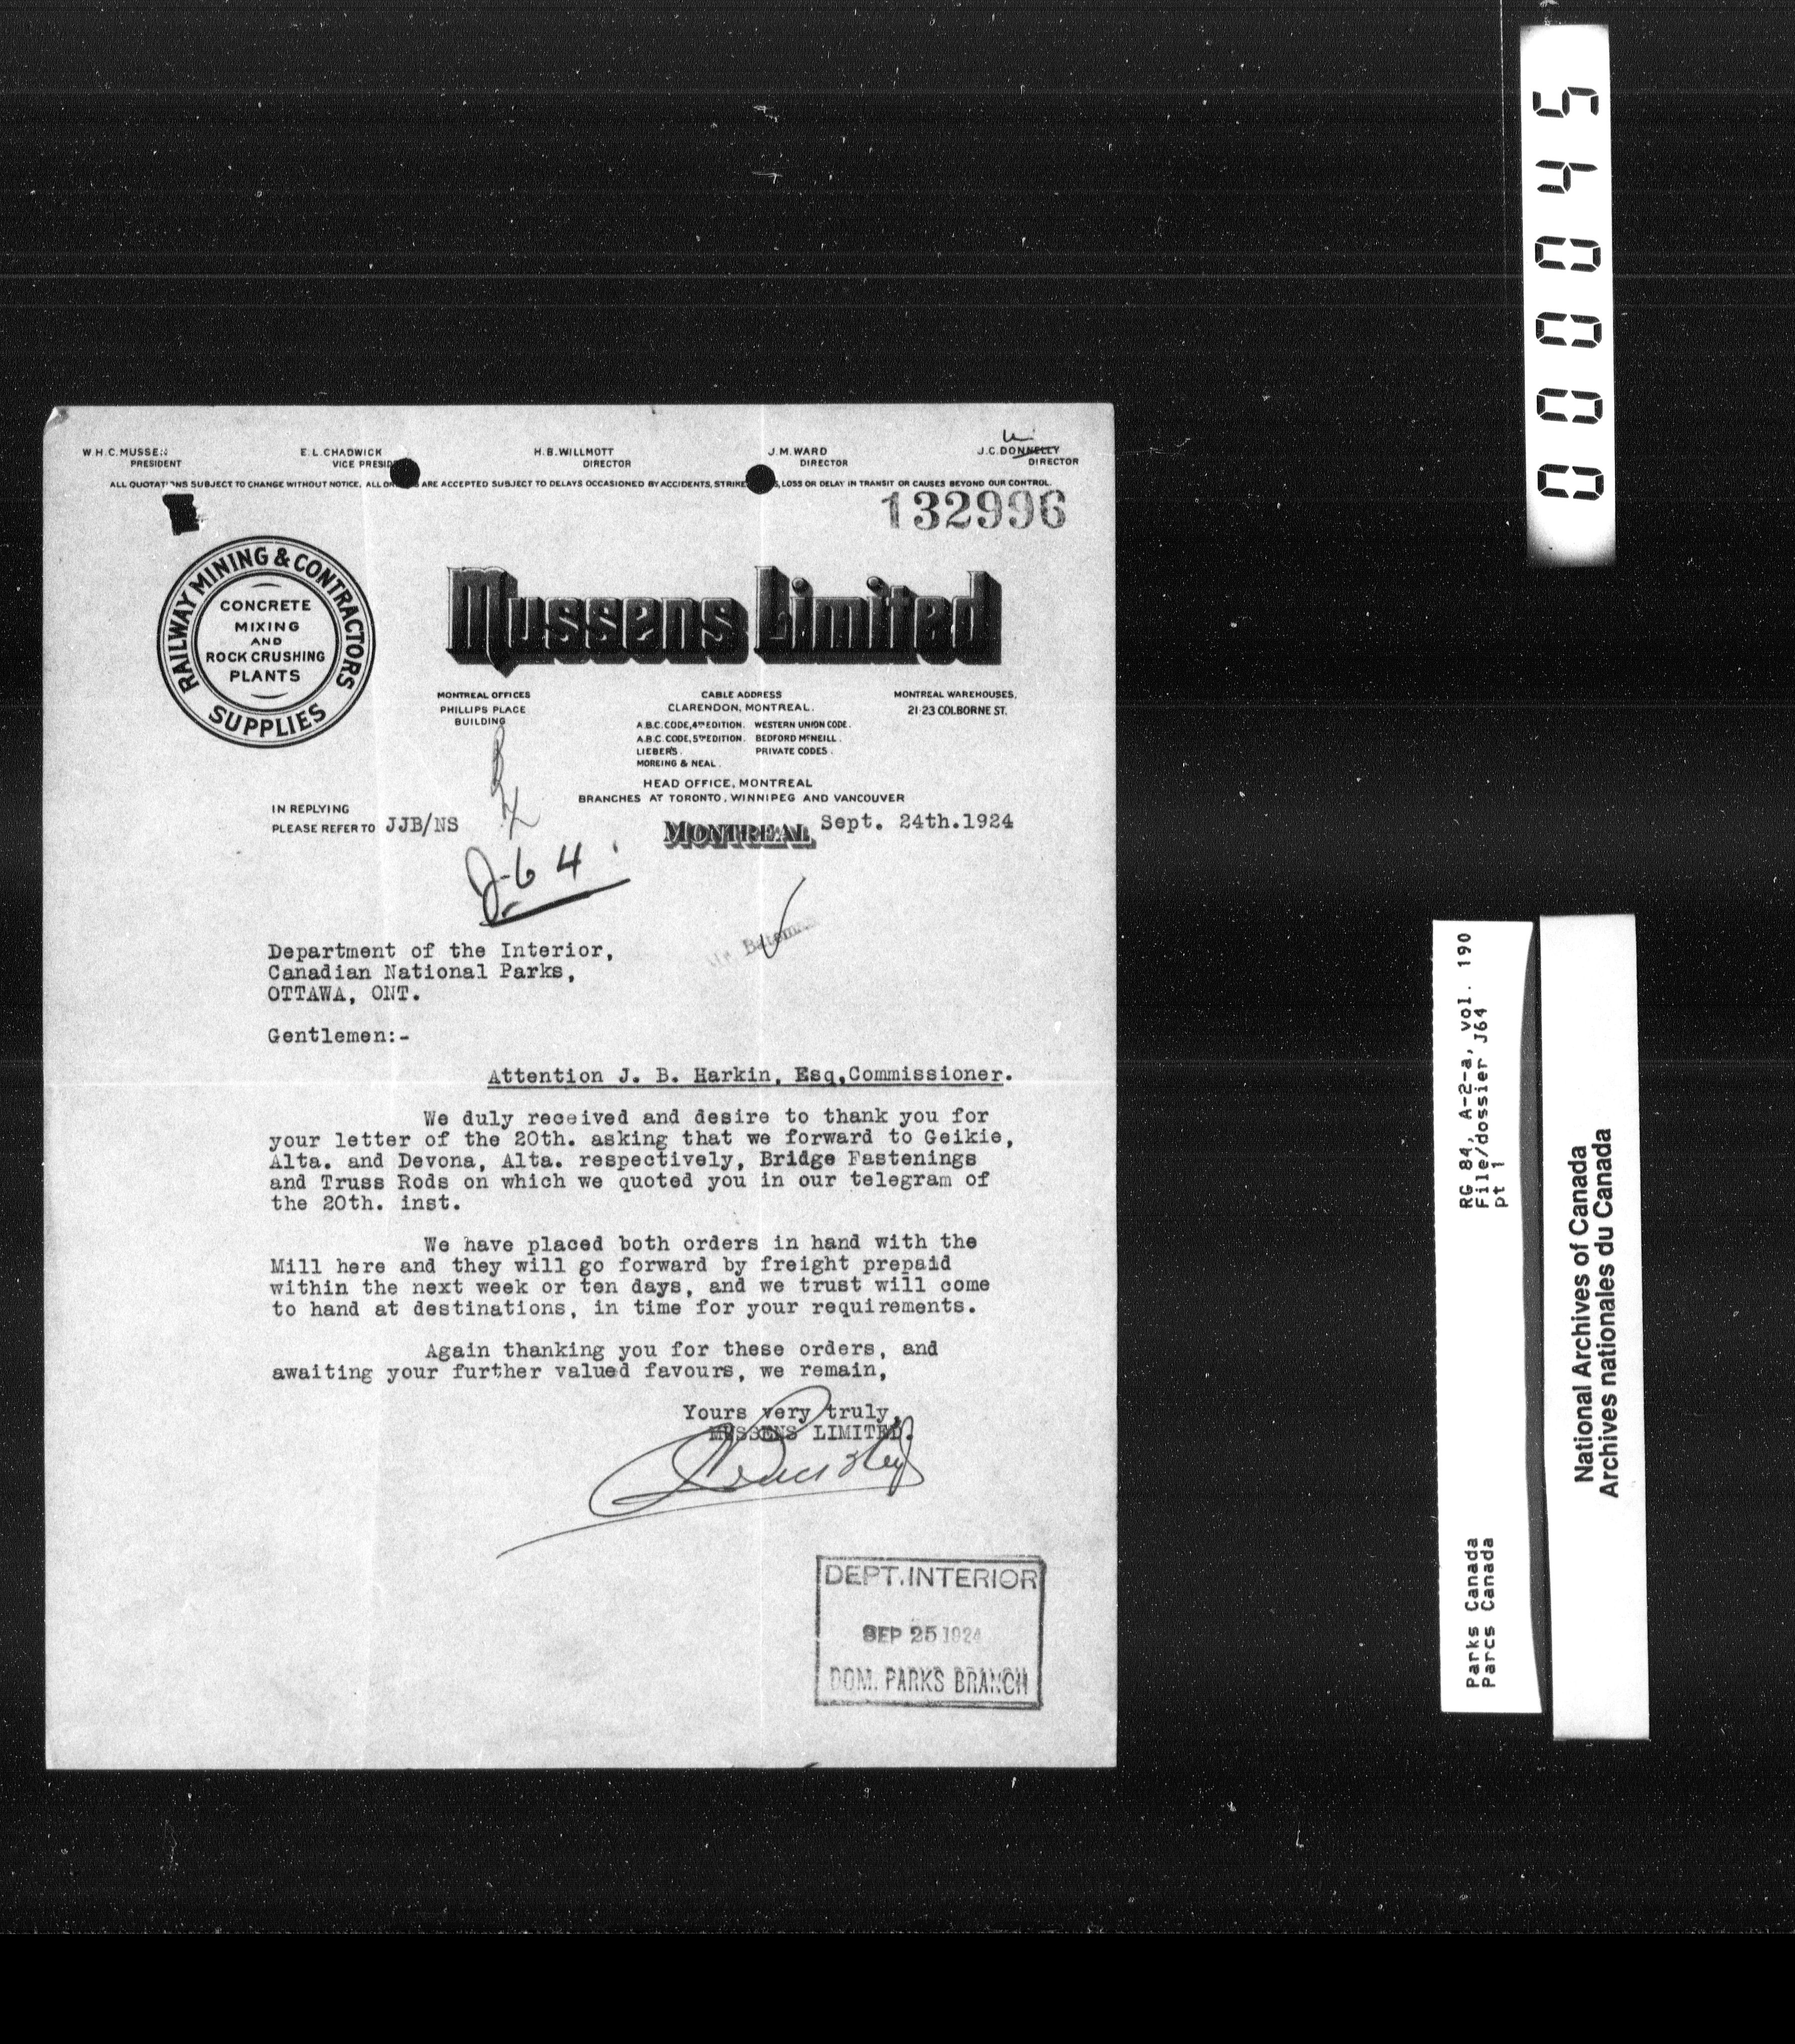 W.H.C. MUSSEN
PRESIDENT
E.L. CHADWICK
VICE PRESID
H.B. WILLMOTT
DIRECTOR
J.M. WARD
DIRECTOR
J.C. DONNELLY
DIRECTOR
ALL QUOTATIONS SUBJECT TO CHANGE WITHOUT NOTICE, ALL OR S ARE ACCEPTED SUBJECT TO DELAYS OCCASIONED BY ACCIDENTS, STRIKE S, LOSS OR DELAY IN TRANSIT OR CAUSES BEYOND OUR CONTROL.
132996
RAILWAY MINING & CONTRACTORS
SUPPLIES
CONCRETE
MIXING
AND
ROCK CRUSHING
PLANTS
Mussens Limited
MONTREAL OFFICES
PHILLIPS PLACE
BUILDING
CABLE ADDRESS
CLARENDON, MONTREAL.
A.B.C. CODE, 4TH EDITION. WESTERN UNION CODE.
A.B.C. CODE, 5TH EDITION. BEDFORD McNEILL.
LIEBERS. PRIVATE CODES.
MOREING & NEAL.
MONTREAL WAREHOUSES,
21-23 COLBORNE ST.
HEAD OFFICE, MONTREAL
BRANCHES AT TORONTO, WINNIPEG AND VANCOUVER
IN REPLYING
PLEASE REFER TO JJB/NS
MONTREAL Sept. 24th.1924
J-64
Department of the Interior,
Canadian National Parks,
OTTAWA, ONT.
Gentlemen:-
Attention J. B. Harkin, Esq,Commissioner.
We duly received and desire to thank you for
your letter of the 20th. asking that we forward to Geikie,
Alta. and Devona, Alta. respectively, Bridge Fastenings
and Truss Rods on which we quoted you in our telegram of
the 20th. inst.
We have placed both orders in hand with the
Mill here and they will go forward by freight prepaid
within the next week or ten days, and we trust will come
to hand at destinations, in time for your requirements.
Again thanking you for these orders, and
awaiting your further valued favours, we remain,
Yours very truly,
MUSSENS LIMITED.
DEPT. INTERIOR
SEP 25 1924
DOM. PARKS BRANCH
000045
RG 84, A-2-a, vol. 190
File/dossier J64
pt 1
Parks Canada
Parcs Canada
National Archives of Canada
Archives nationales du Canada